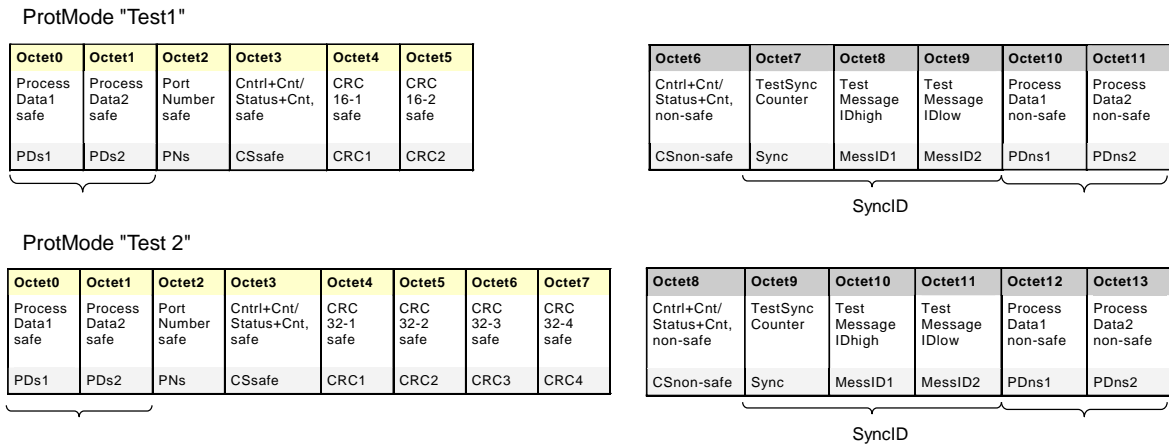 ProtMode "Test1"
Octet0 Octet1 Octet2 Octet3 Octet4 Octet5
Process Process Port Cntrl+Cnt/ CRC CRC
Data1 Data2 Number Status+Cnt, 16-1 16-2
safe safe safe safe safe safe
PDs1 PDs2 PNs CSsafe CRC1 CRC2
Octet6 Octet7 Octet8 Octet9 Octet10 Octet11
Cntrl+Cnt/ TestSync Test Test Process Process
Status+Cnt, Counter Message Message Data1 Data2
non-safe IDhigh IDlow non-safe non-safe
CSnon-safe Sync MessID1 MessID2 PDns1 PDns2
SyncID
ProtMode "Test 2"
Octet0 Octet1 Octet2 Octet3 Octet4 Octet5 Octet6 Octet7
Process Process Port Cntrl+Cnt/ CRC CRC CRC CRC
Data1 Data2 Number Status+Cnt, 32-1 32-2 32-3 32-4
safe safe safe safe safe safe safe safe
PDs1 PDs2 PNs CSsafe CRC1 CRC2 CRC3 CRC4
Octet8 Octet9 Octet10 Octet11 Octet12 Octet13
Cntrl+Cnt/ TestSync Test Test Process Process
Status+Cnt, Counter Message Message Data1 Data2
non-safe IDhigh IDlow non-safe non-safe
CSnon-safe Sync MessID1 MessID2 PDns1 PDns2
SyncID